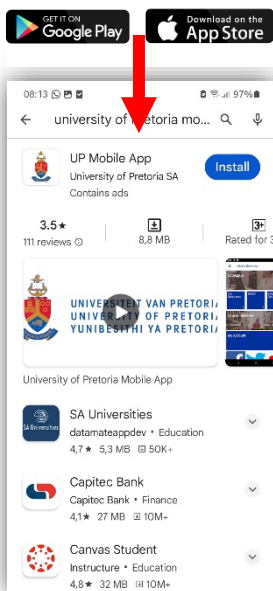 GET IT ON
Google Play
Download on the
App Store
08:13
97%
university of Pretoria mo...
UP Mobile App
University of Pretoria SA
Contains ads
Install
3.5★
111 reviews
8,8 MB
3+
Rated for 3
UNIVERSITEIT VAN PRETORIA
UNIVERSITY OF PRETORIA
YUNIBESITHI YA PRETORIA
University of Pretoria Mobile App
SA Universities
SA Universities
datamateappdev • Education
4,7★ 5,3 MB 50K+
Capitec Bank
Capitec Bank • Finance
4,1★ 27 MB 10M+
Canvas Student
Instructure • Education
4,8★ 32 MB 10M+